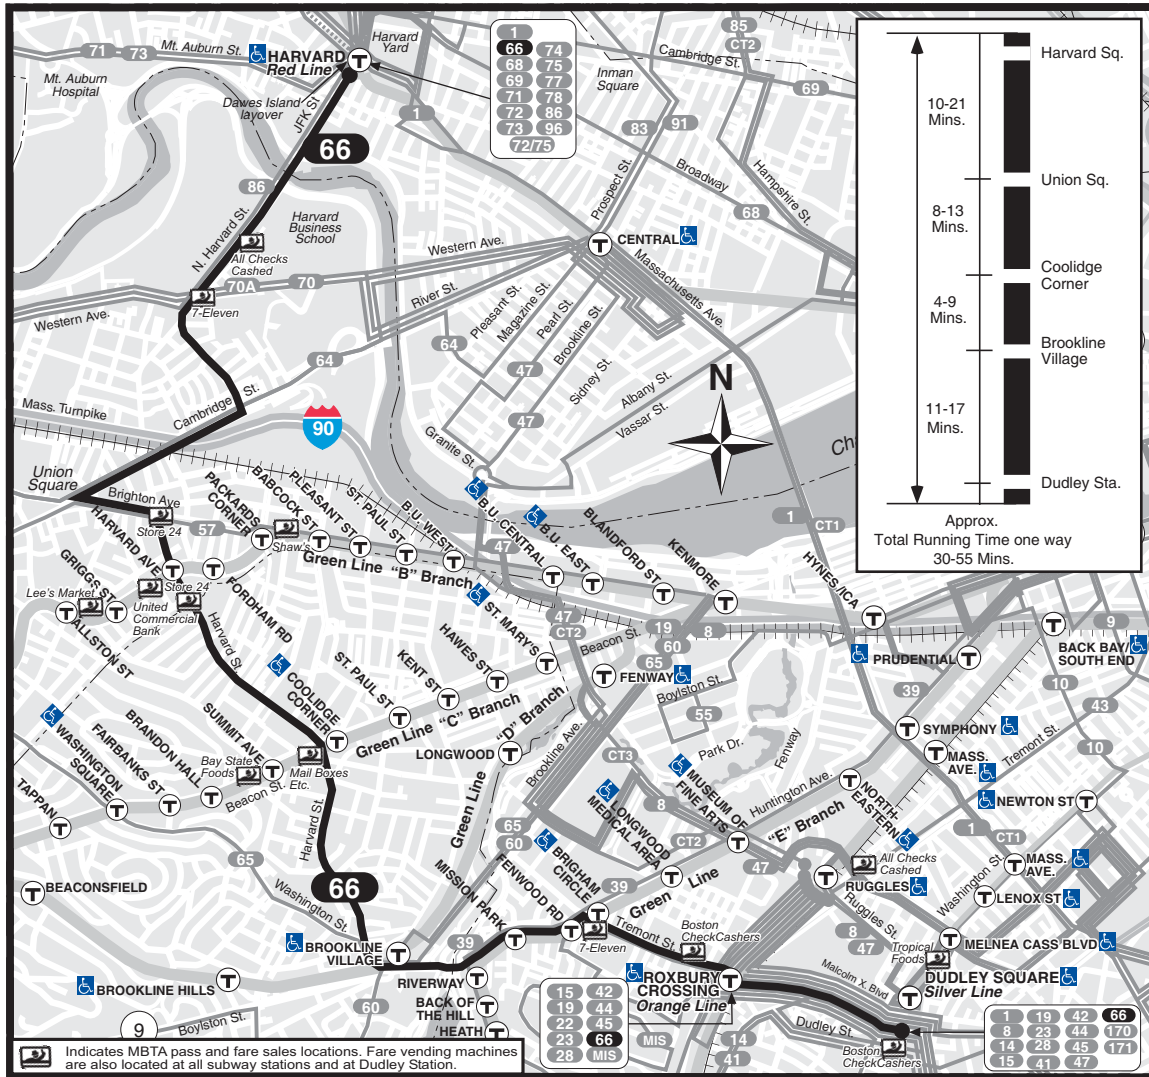 71
73
Mt. Auburn St.
HARVARD
Red Line
Harvard
Yard
Mt. Auburn
Hospital
Dawes Island
layover
JFK St
66
1
1
66
68
69
71
72
73
74
75
77
78
86
96
72/75
Inman
Square
85
CT2
Cambridge St.
69
83
91
Prospect St.
Broadway
Hampshire St.
68
86
N. Harvard St.
Harvard
Business
School
All Checks
Cashed
70A
70
7-Eleven
Western Ave.
Western Ave.
River St.
CENTRAL
Massachusetts Ave.
Pleasant St.
Magazine St.
Pearl St.
Brookline St.
Sidney St.
Albany St.
Vassar St.
64
64
47
47
Granite St.
N
Cha
Cambridge St.
Mass. Turnpike
90
Union
Square
Brighton Ave
Store 24
57
PACKARDS
CORNER
Shaw's
BABCOCK ST
PLEASANT ST
ST. PAUL ST
B.U. WEST
B.U. CENTRAL
B.U. EAST
BLANDFORD ST
KENMORE
Green Line "B" Branch
47
1
CT1
HYNES/ICA
HARVARD AVE
GRIGGS ST
Lee's Market
ALLSTON ST
Store 24
United
Commercial
Bank
FORDHAM RD
Harvard St.
COOLIDGE
CORNER
ST. PAUL ST
KENT ST
HAWES ST
ST. MARY'S
Green Line "C" Branch
47
CT2
Beacon St.
19
60
8
65
FENWAY
Boylston St.
55
Park Dr.
Fenway
PRUDENTIAL
BACK BAY/
SOUTH END
9
10
43
10
39
SYMPHONY
MASS.
AVE.
Tremont St.
NEWTON ST
WASHINGTON
SQUARE
TAPPAN
FAIRBANKS ST
BRANDON HALL
SUMMIT AVE
Bay State
Foods
Beacon St.
Mail Boxes
Etc.
Harvard St.
LONGWOOD
Green Line
"D" Branch
Brookline Ave.
CT3
8
LONGWOOD
MEDICAL AREA
MUSEUM OF
FINE ARTS
CT2
Huntington Ave.
"E" Branch
NORTH-
EASTERN
47
1
CT1
65
60
65
66
Washington St.
BEACONSFIELD
BROOKLINE
VILLAGE
BROOKLINE HILLS
60
9
Boylston St.
39
RIVERWAY
BACK OF
THE HILL
HEATH
MISSION PARK
FENWOOD RD
BRIGHAM
CIRCLE
39
Green Line
7-Eleven
Tremont St.
Boston
CheckCashers
ROXBURY
CROSSING
Orange Line
All Checks
Cashed
RUGGLES
Ruggles St.
8
47
Washington St.
MASS.
AVE.
LENOX ST
MELNEA CASS BLVD
Tropical
Foods
DUDLEY SQUARE
Silver Line
Malcolm X. Blvd
Dudley St.
Boston
CheckCashers
14
41
MIS
15 42
19 44
22 45
23 66
28 MIS
1 19 42 66
8 23 44 170
14 28 45 171
15 41 47
Harvard Sq.
10-21
Mins.
Union Sq.
8-13
Mins.
Coolidge
Corner
4-9
Mins.
Brookline
Village
11-17
Mins.
Dudley Sta.
Approx.
Total Running Time one way
30-55 Mins.
Indicates MBTA pass and fare sales locations. Fare vending machines
are also located at all subway stations and at Dudley Station.